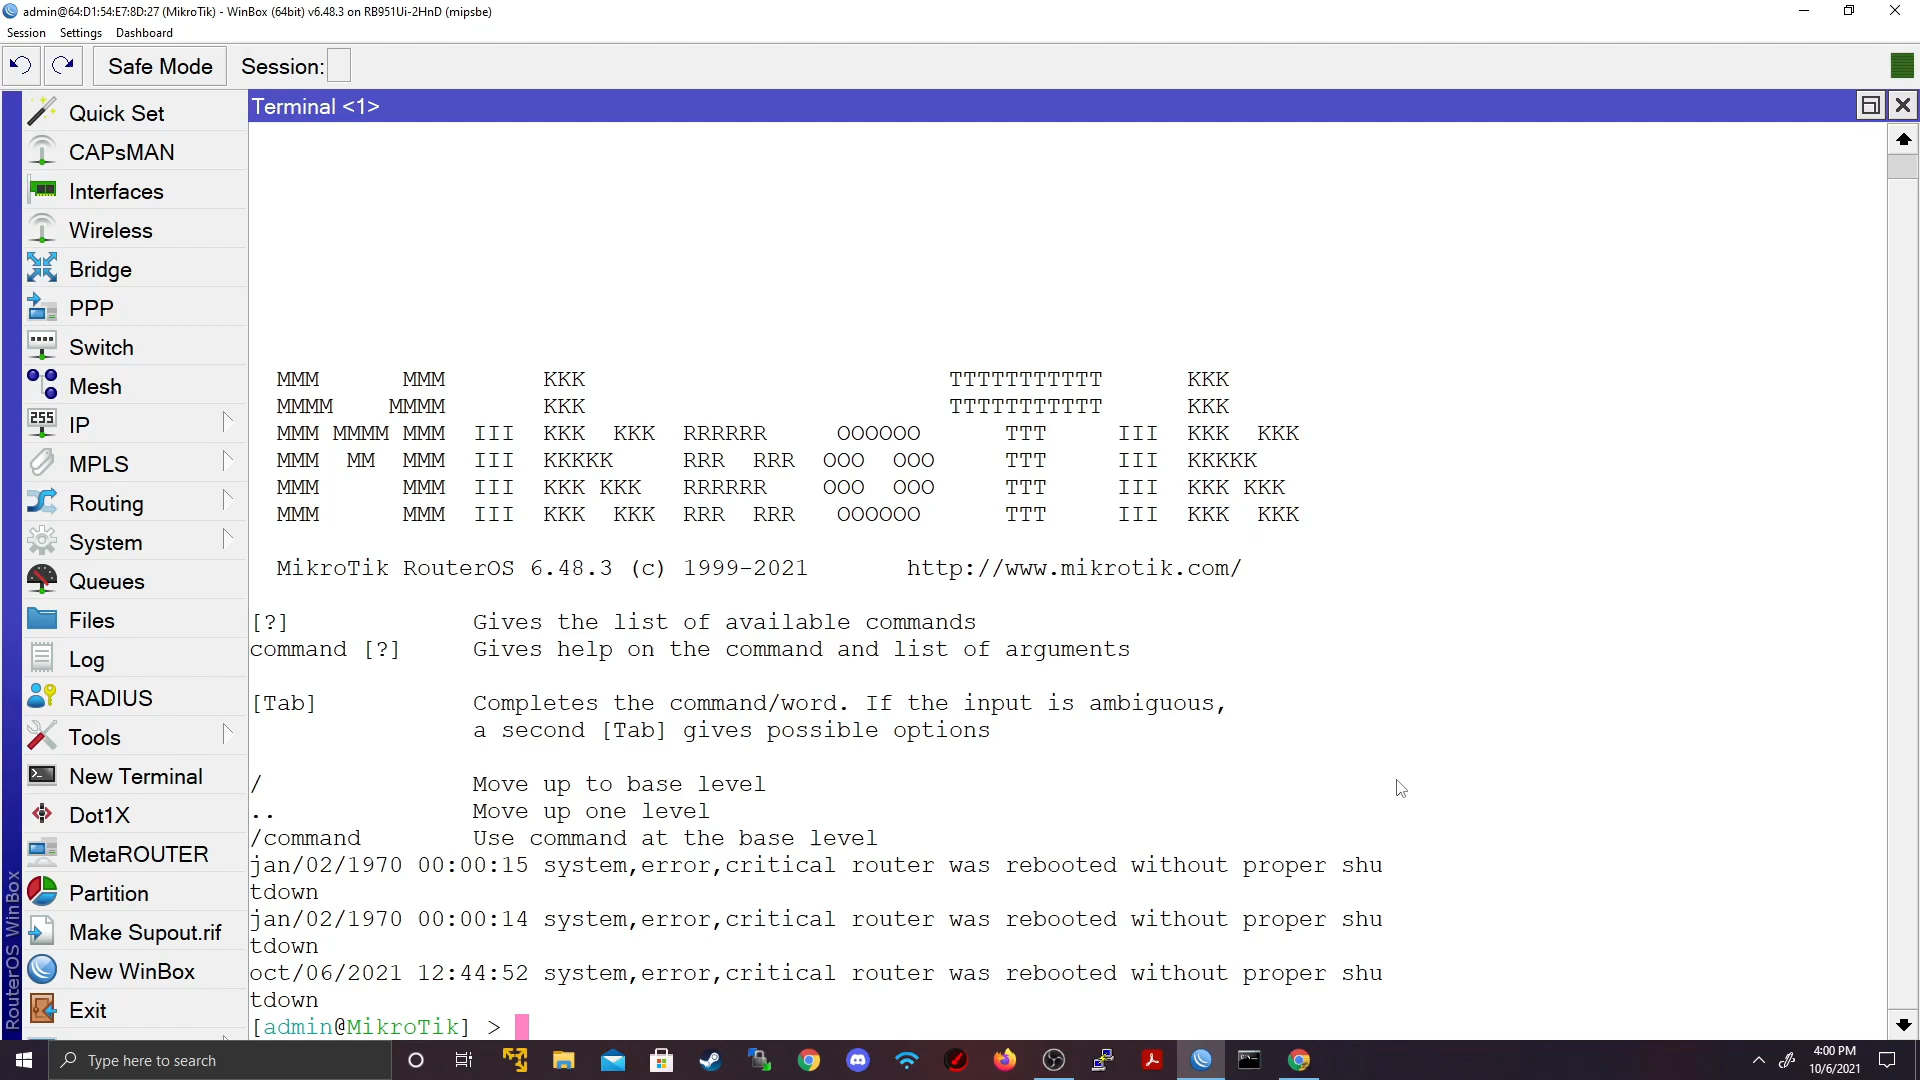 admin@64:D1:54:E7:8D:27 (MikroTik) - WinBox (64bit) v6.48.3 on RB951Ui-2HnD (mipsbe)
Session Settings Dashboard
Safe Mode Session:
Terminal <1>
Quick Set
CAPsMAN
Interfaces
Wireless
Bridge
PPP
Switch
Mesh
255 IP
MPLS
Routing
System
Queues
Files
Log
RADIUS
Tools
New Terminal
Dot1X
MetaROUTER
Partition
Make Supout.rif
New WinBox
Exit
RouterOS WinBox
MMM      MMM       KKK                          TTTTTTTTTTT      KKK
MMMM    MMMM       KKK                          TTTTTTTTTTT      KKK
MMM MMMM MMM  III  KKK  KKK  RRRRRR     OOOOOO      TTT     III  KKK  KKK
MMM  MM  MMM  III  KKKKK     RRR  RRR  OOO  OOO     TTT     III  KKKKK
MMM      MMM  III  KKK KKK   RRRRRR    OOO  OOO     TTT     III  KKK KKK
MMM      MMM  III  KKK  KKK  RRR  RRR   OOOOOO      TTT     III  KKK  KKK
MikroTik RouterOS 6.48.3 (c) 1999-2021       http://www.mikrotik.com/
[?]             Gives the list of available commands
command [?]     Gives help on the command and list of arguments
[Tab]           Completes the command/word. If the input is ambiguous,
a second [Tab] gives possible options
/               Move up to base level
..              Move up one level
/command        Use command at the base level
jan/02/1970 00:00:15 system,error,critical router was rebooted without proper shu
tdown
jan/02/1970 00:00:14 system,error,critical router was rebooted without proper shu
tdown
oct/06/2021 12:44:52 system,error,critical router was rebooted without proper shu
tdown
[admin@MikroTik] >
Type here to search
4:00 PM
10/6/2021